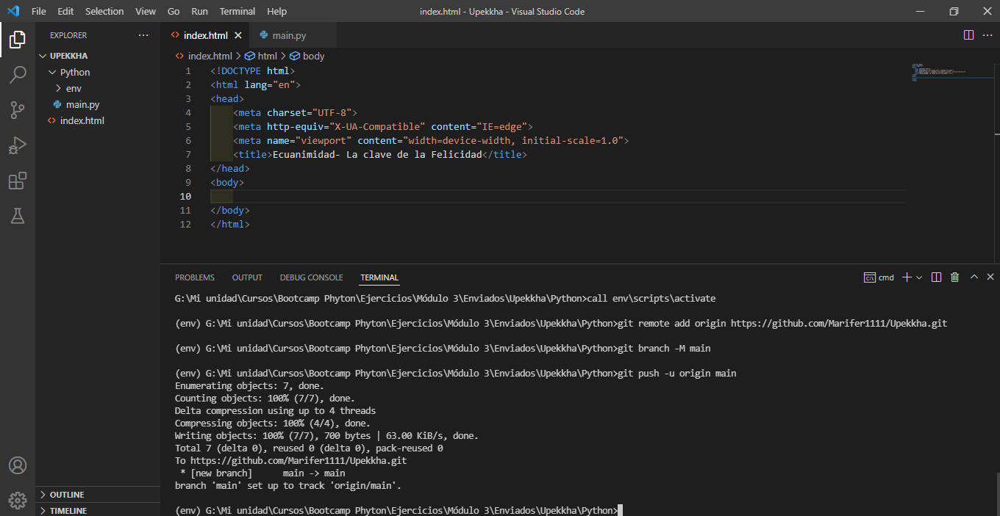 File Edit Selection View Go Run Terminal Help
index.html - Upekkha - Visual Studio Code
EXPLORER
UPEKKHA
Python
env
main.py
index.html
OUTLINE
TIMELINE
index.html
main.py
index.html > html > body
1 <!DOCTYPE html>
2 <html lang="en">
3 <head>
4 <meta charset="UTF-8">
5 <meta http-equiv="X-UA-Compatible" content="IE=edge">
6 <meta name="viewport" content="width=device-width, initial-scale=1.0">
7 <title>Ecuanimidad- La clave de la Felicidad</title>
8 </head>
9 <body>
10
11 </body>
12 </html>
PROBLEMS OUTPUT DEBUG CONSOLE TERMINAL
cmd
G:\Mi unidad\Cursos\Bootcamp Phyton\Ejercicios\Módulo 3\Enviados\Upekkha\Python>call env\scripts\activate
(env) G:\Mi unidad\Cursos\Bootcamp Phyton\Ejercicios\Módulo 3\Enviados\Upekkha\Python>git remote add origin https://github.com/Marifer1111/Upekkha.git
(env) G:\Mi unidad\Cursos\Bootcamp Phyton\Ejercicios\Módulo 3\Enviados\Upekkha\Python>git branch -M main
(env) G:\Mi unidad\Cursos\Bootcamp Phyton\Ejercicios\Módulo 3\Enviados\Upekkha\Python>git push -u origin main
Enumerating objects: 7, done.
Counting objects: 100% (7/7), done.
Delta compression using up to 4 threads
Compressing objects: 100% (4/4), done.
Writing objects: 100% (7/7), 700 bytes | 63.00 KiB/s, done.
Total 7 (delta 0), reused 0 (delta 0), pack-reused 0
To https://github.com/Marifer1111/Upekkha.git
* [new branch] main -> main
branch 'main' set up to track 'origin/main'.
(env) G:\Mi unidad\Cursos\Bootcamp Phyton\Ejercicios\Módulo 3\Enviados\Upekkha\Python>